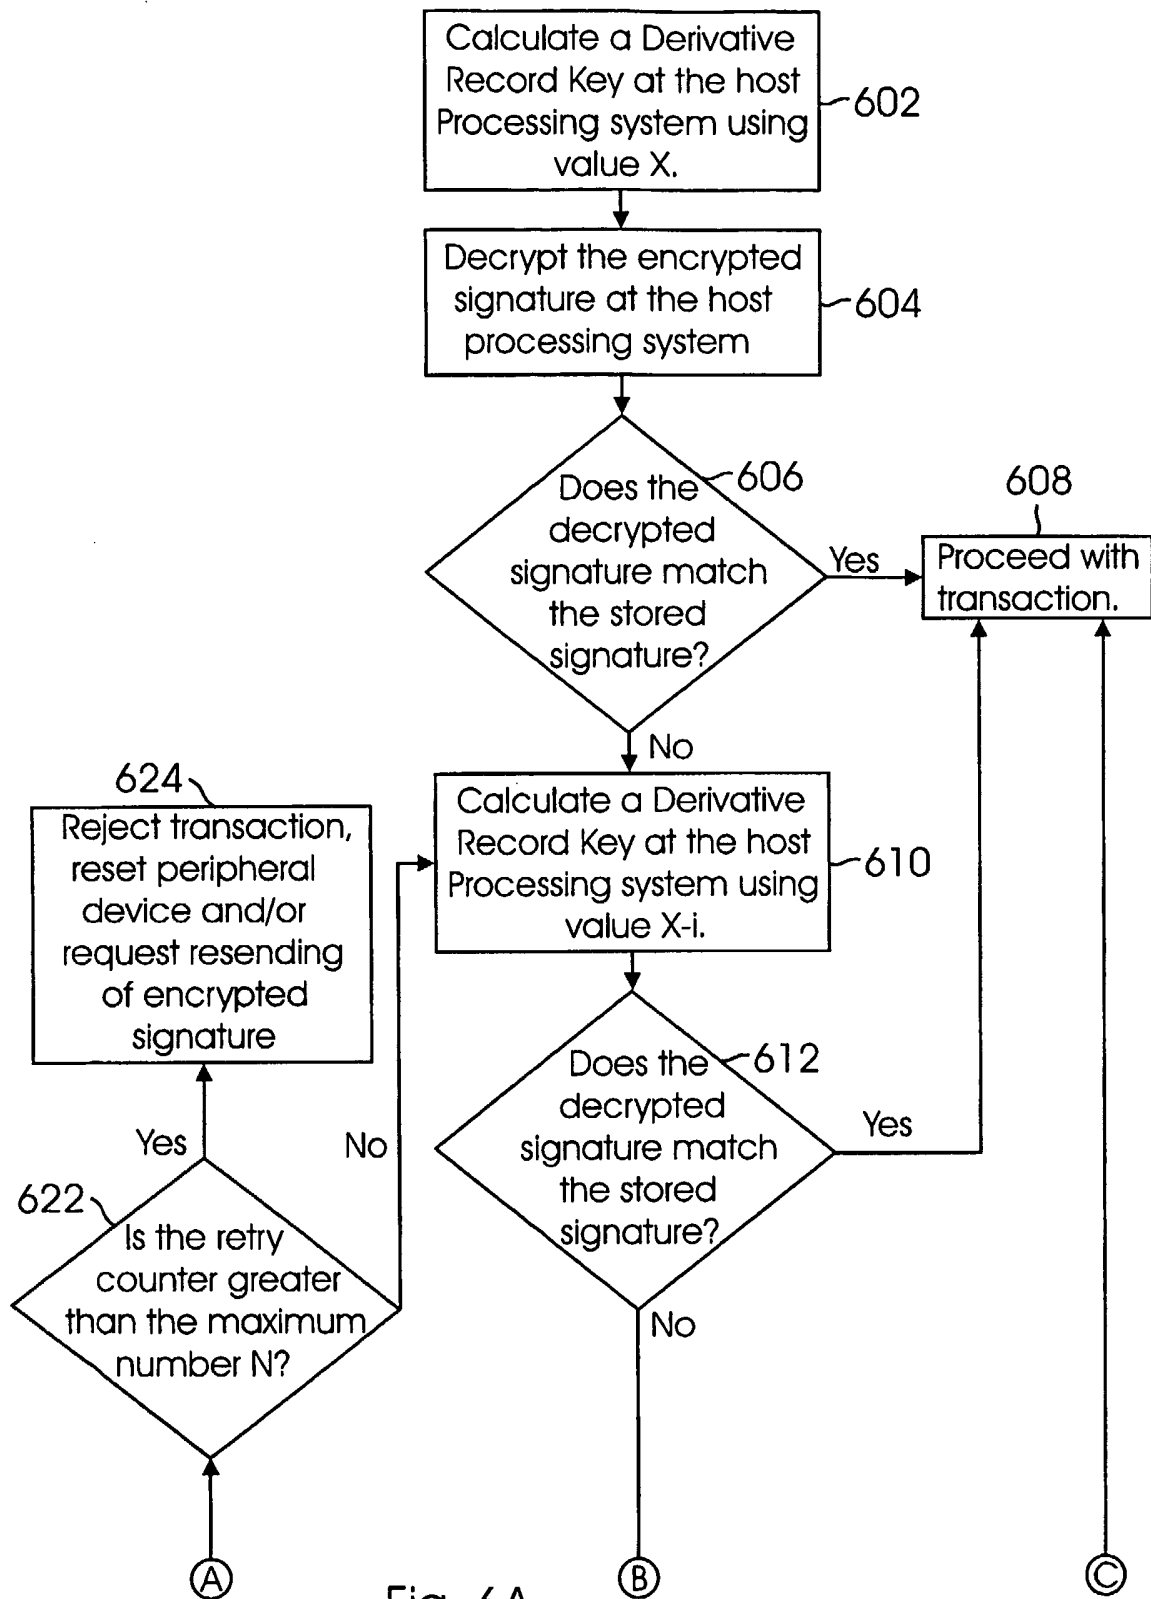 Calculate a Derivative
Record Key at the host
Processing system using
value X.
602
Decrypt the encrypted
signature at the host
processing system
604
606
Does the
decrypted
signature match
the stored
signature?
Yes
608
Proceed with
transaction.
No
624
Reject transaction,
reset peripheral
device and/or
request resending
of encrypted
signature
Calculate a Derivative
Record Key at the host
Processing system using
value X-i.
610
612
Does the
decrypted
signature match
the stored
signature?
Yes
Yes
No
622
Is the retry
counter greater
than the maximum
number N?
No
A
B
C
Fig. 6A